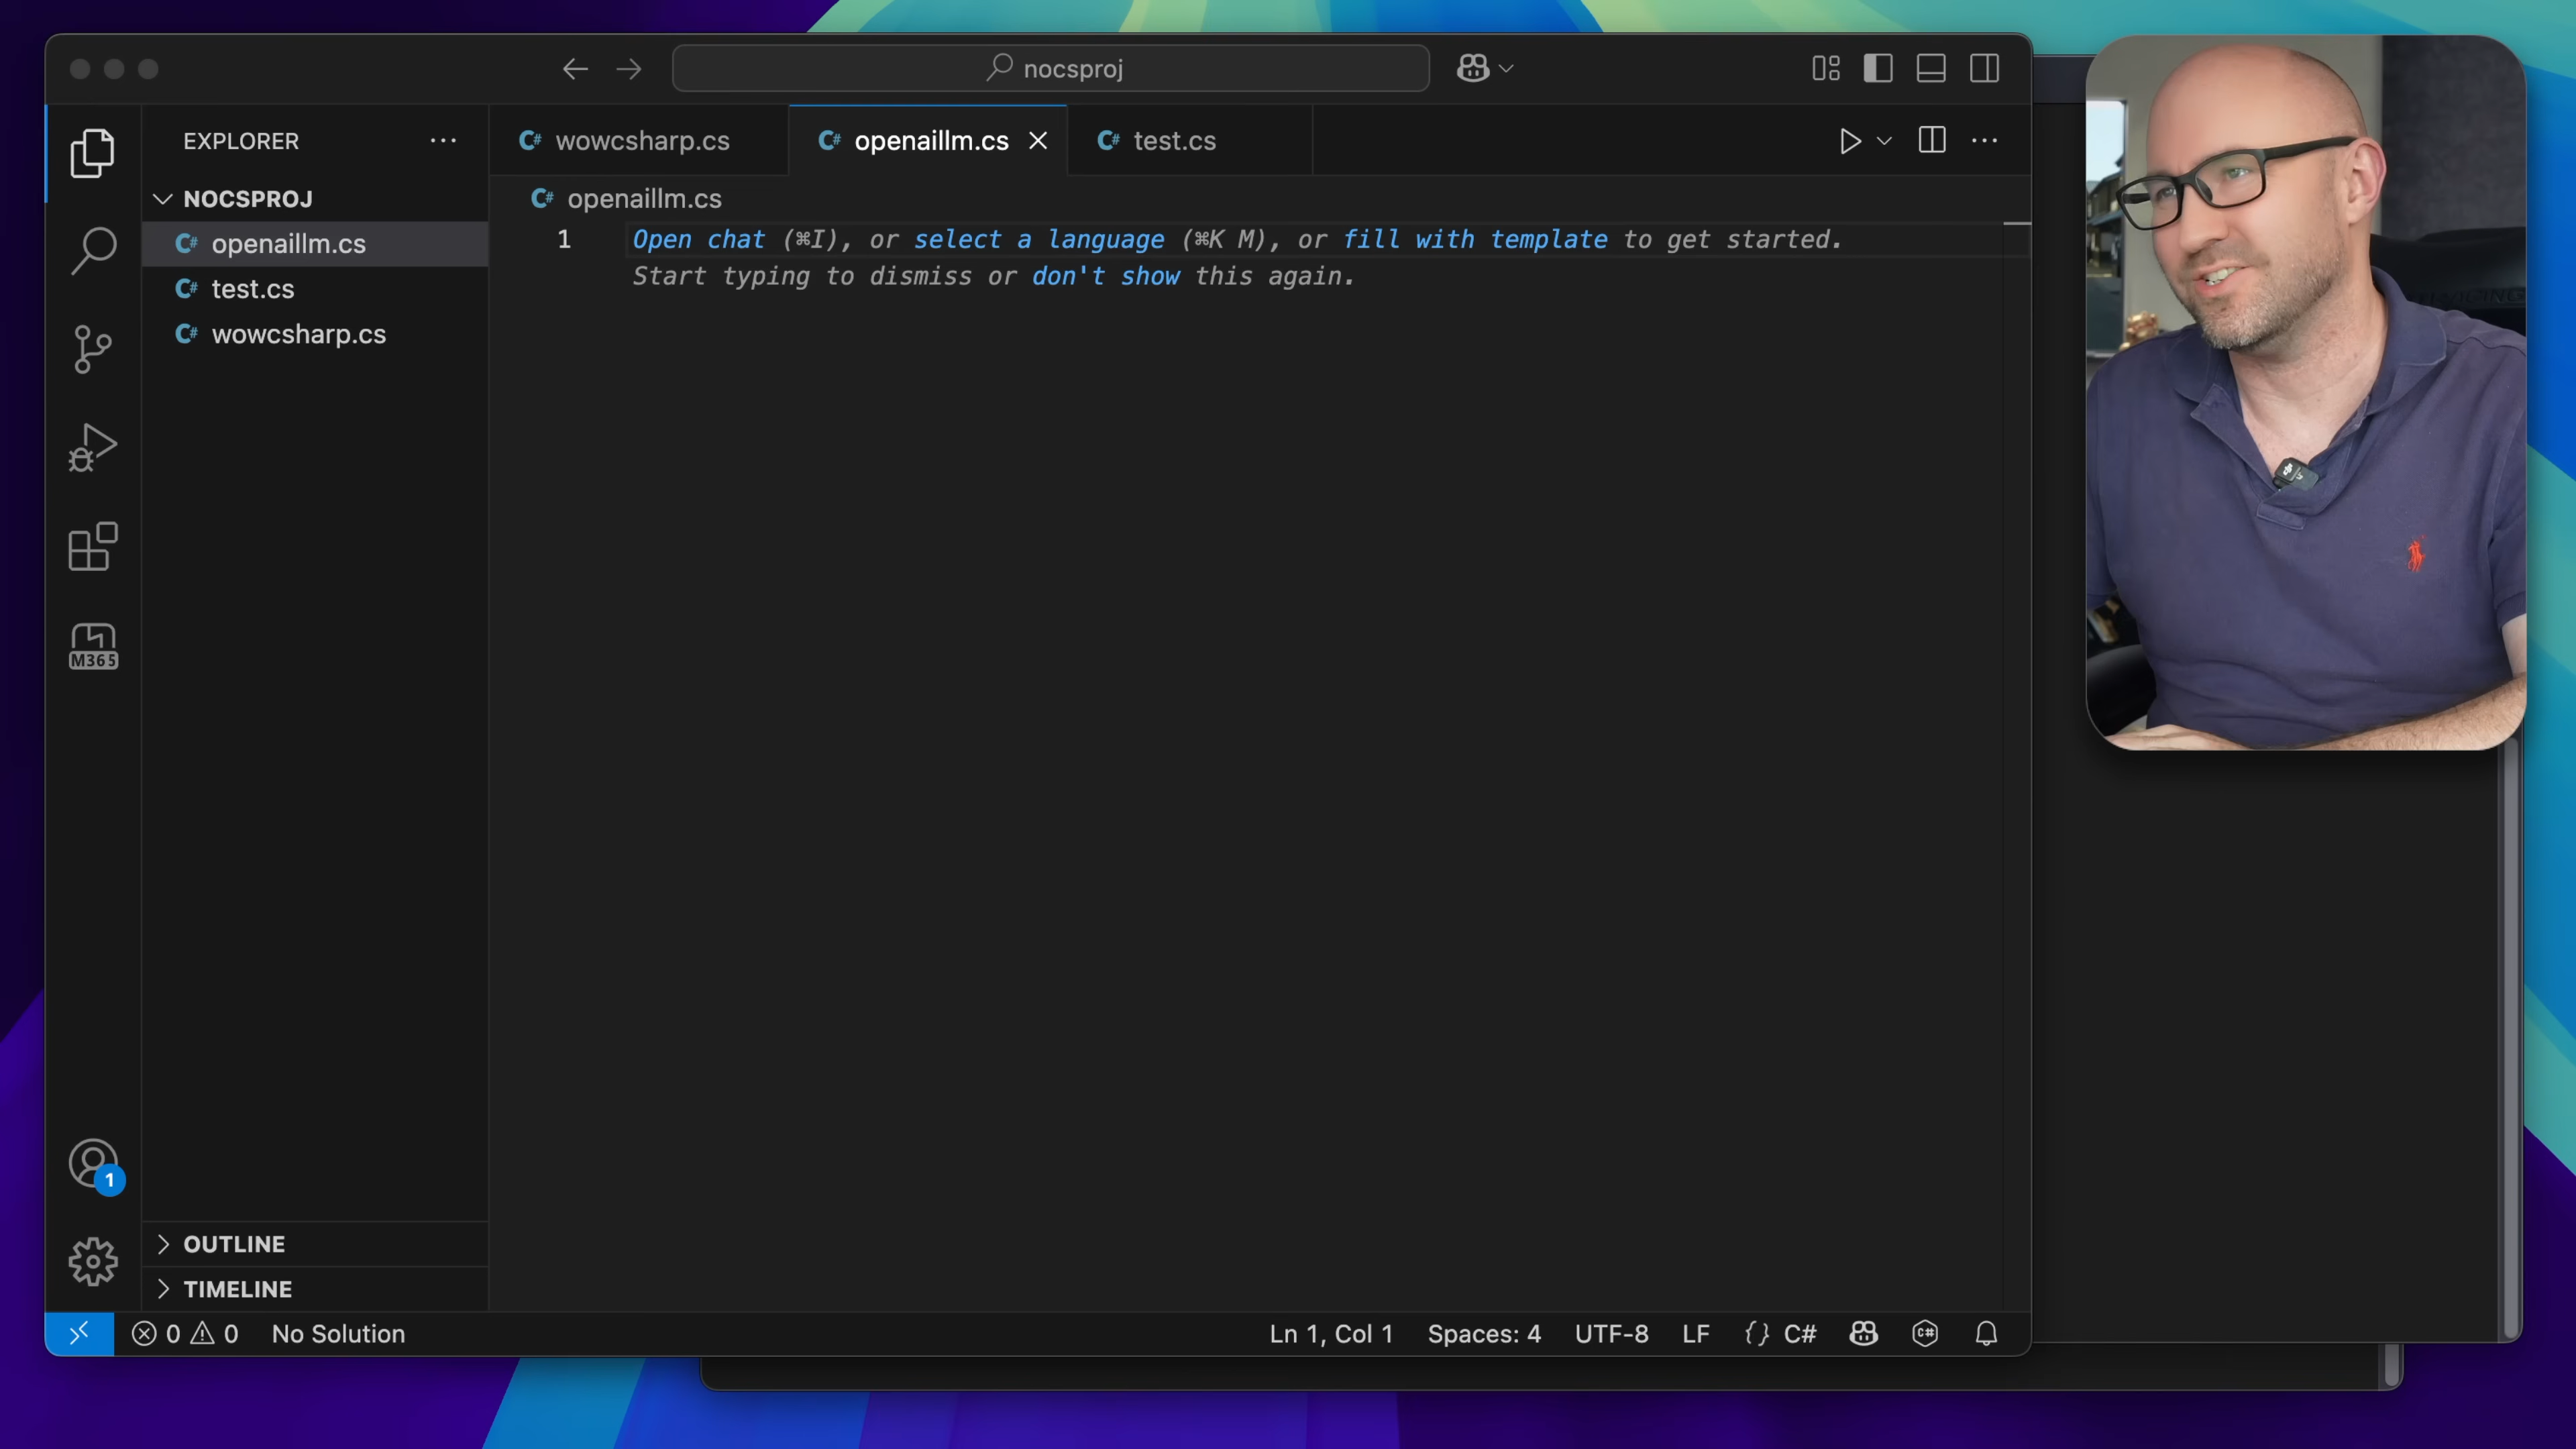 nocsproj
EXPLORER
wowcsharp.cs
openaillm.cs
test.cs
NOCSPROJ
openaillm.cs
test.cs
wowcsharp.cs
openaillm.cs
1
Open chat (⌘I), or select a language (⌘K M), or fill with template to get started.
Start typing to dismiss or don't show this again.
M365
1
OUTLINE
TIMELINE
0
0
No Solution
Ln 1, Col 1
Spaces: 4
UTF-8
LF
{} C#